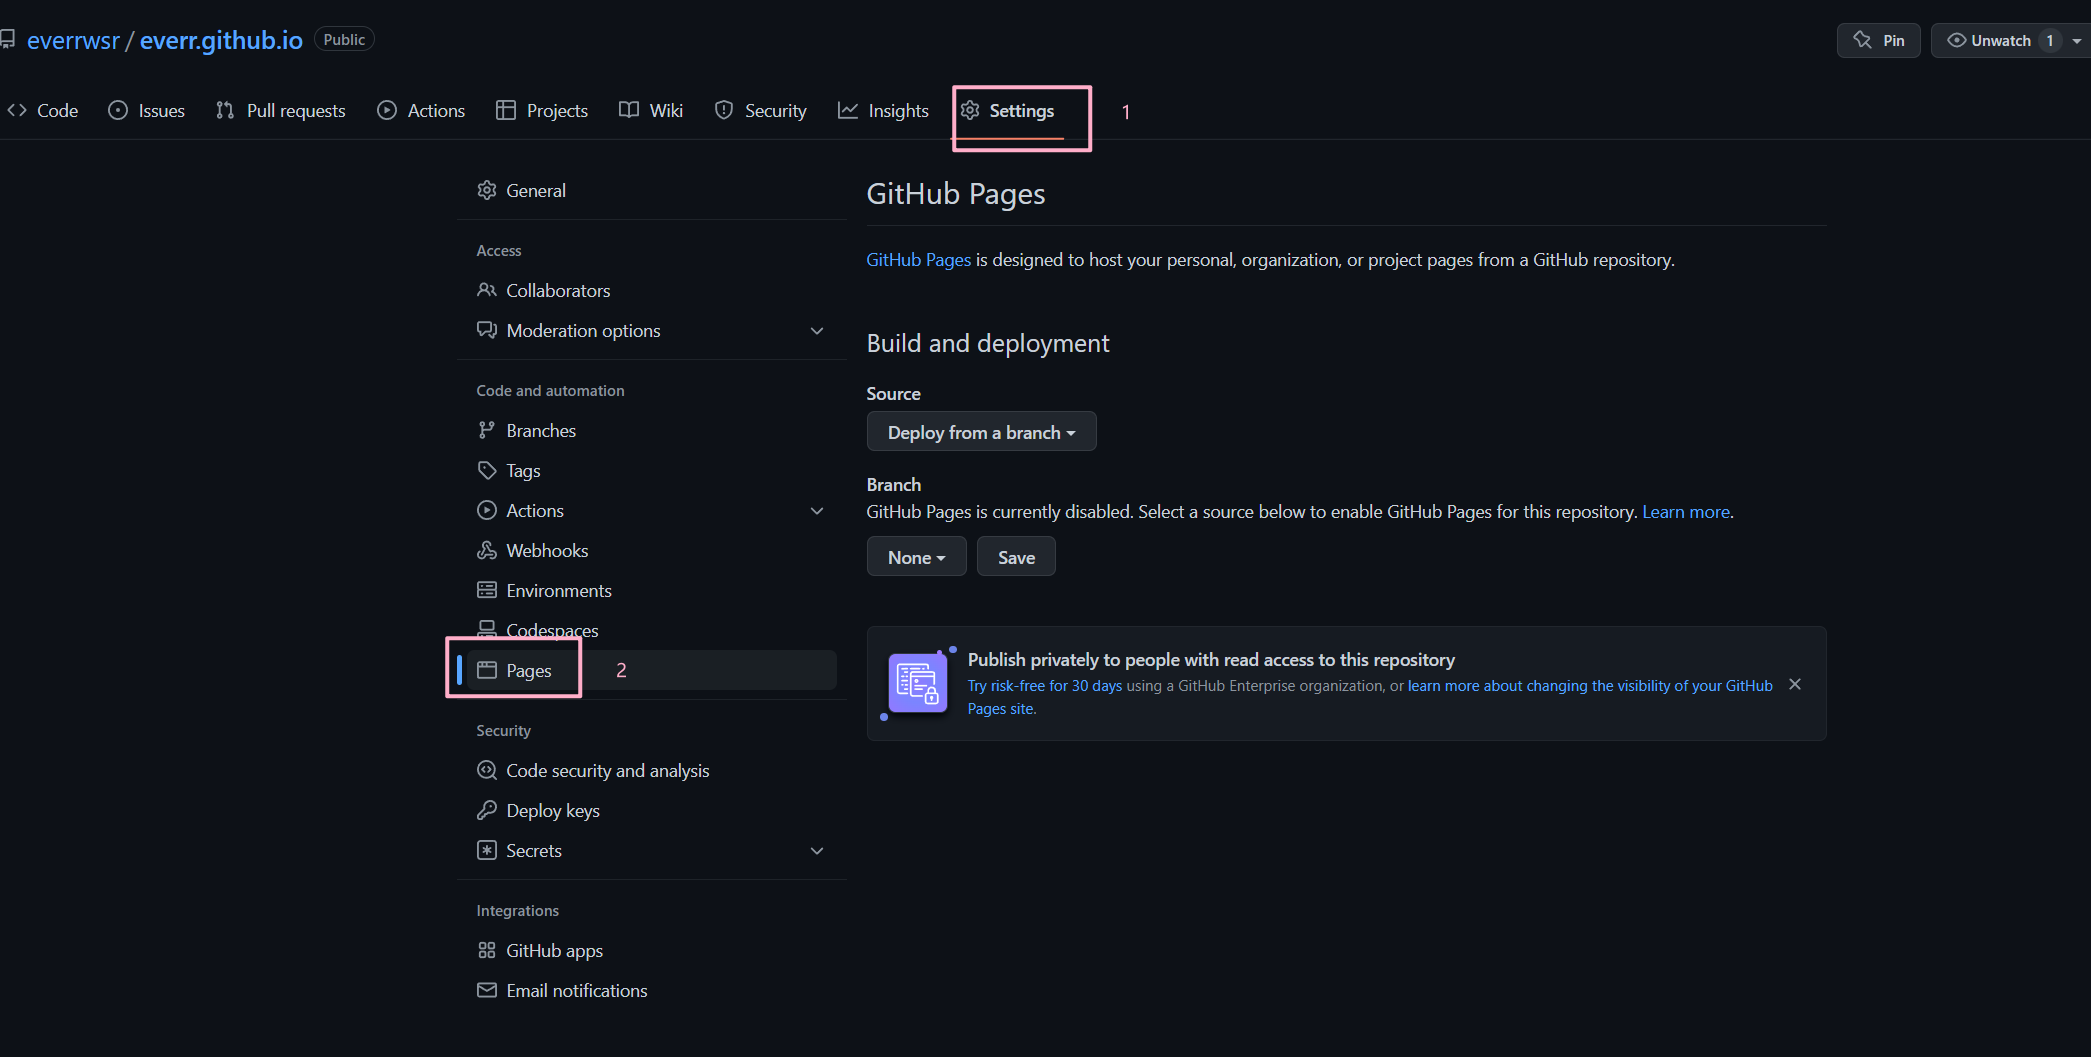 everrwsr / everr.github.io Public
Pin
Unwatch 1
Code
Issues
Pull requests
Actions
Projects
Wiki
Security
Insights
Settings
1
General
Access
Collaborators
Moderation options
Code and automation
Branches
Tags
Actions
Webhooks
Environments
Codespaces
Pages
2
Security
Code security and analysis
Deploy keys
Secrets
Integrations
GitHub apps
Email notifications
GitHub Pages
GitHub Pages is designed to host your personal, organization, or project pages from a GitHub repository.
Build and deployment
Source
Deploy from a branch
Branch
GitHub Pages is currently disabled. Select a source below to enable GitHub Pages for this repository. Learn more.
None
Save
Publish privately to people with read access to this repository
Try risk-free for 30 days using a GitHub Enterprise organization, or learn more about changing the visibility of your GitHub
Pages site.